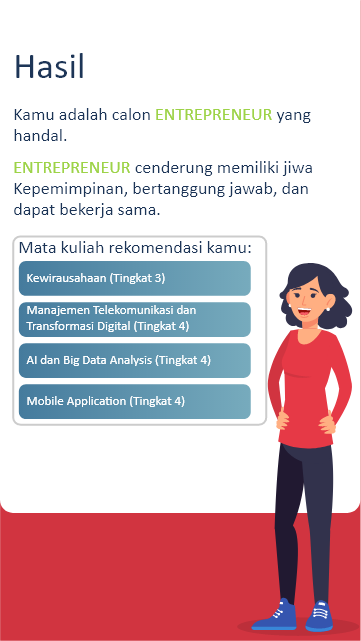 Hasil
Kamu adalah calon ENTREPRENEUR yang
handal.
ENTREPRENEUR cenderung memiliki jiwa
Kepemimpinan, bertanggung jawab, dan
dapat bekerja sama.
Mata kuliah rekomendasi kamu:
Kewirausahaan (Tingkat 3)
Manajemen Telekomunikasi dan
Transformasi Digital (Tingkat 4)
AI dan Big Data Analysis (Tingkat 4)
Mobile Application (Tingkat 4)